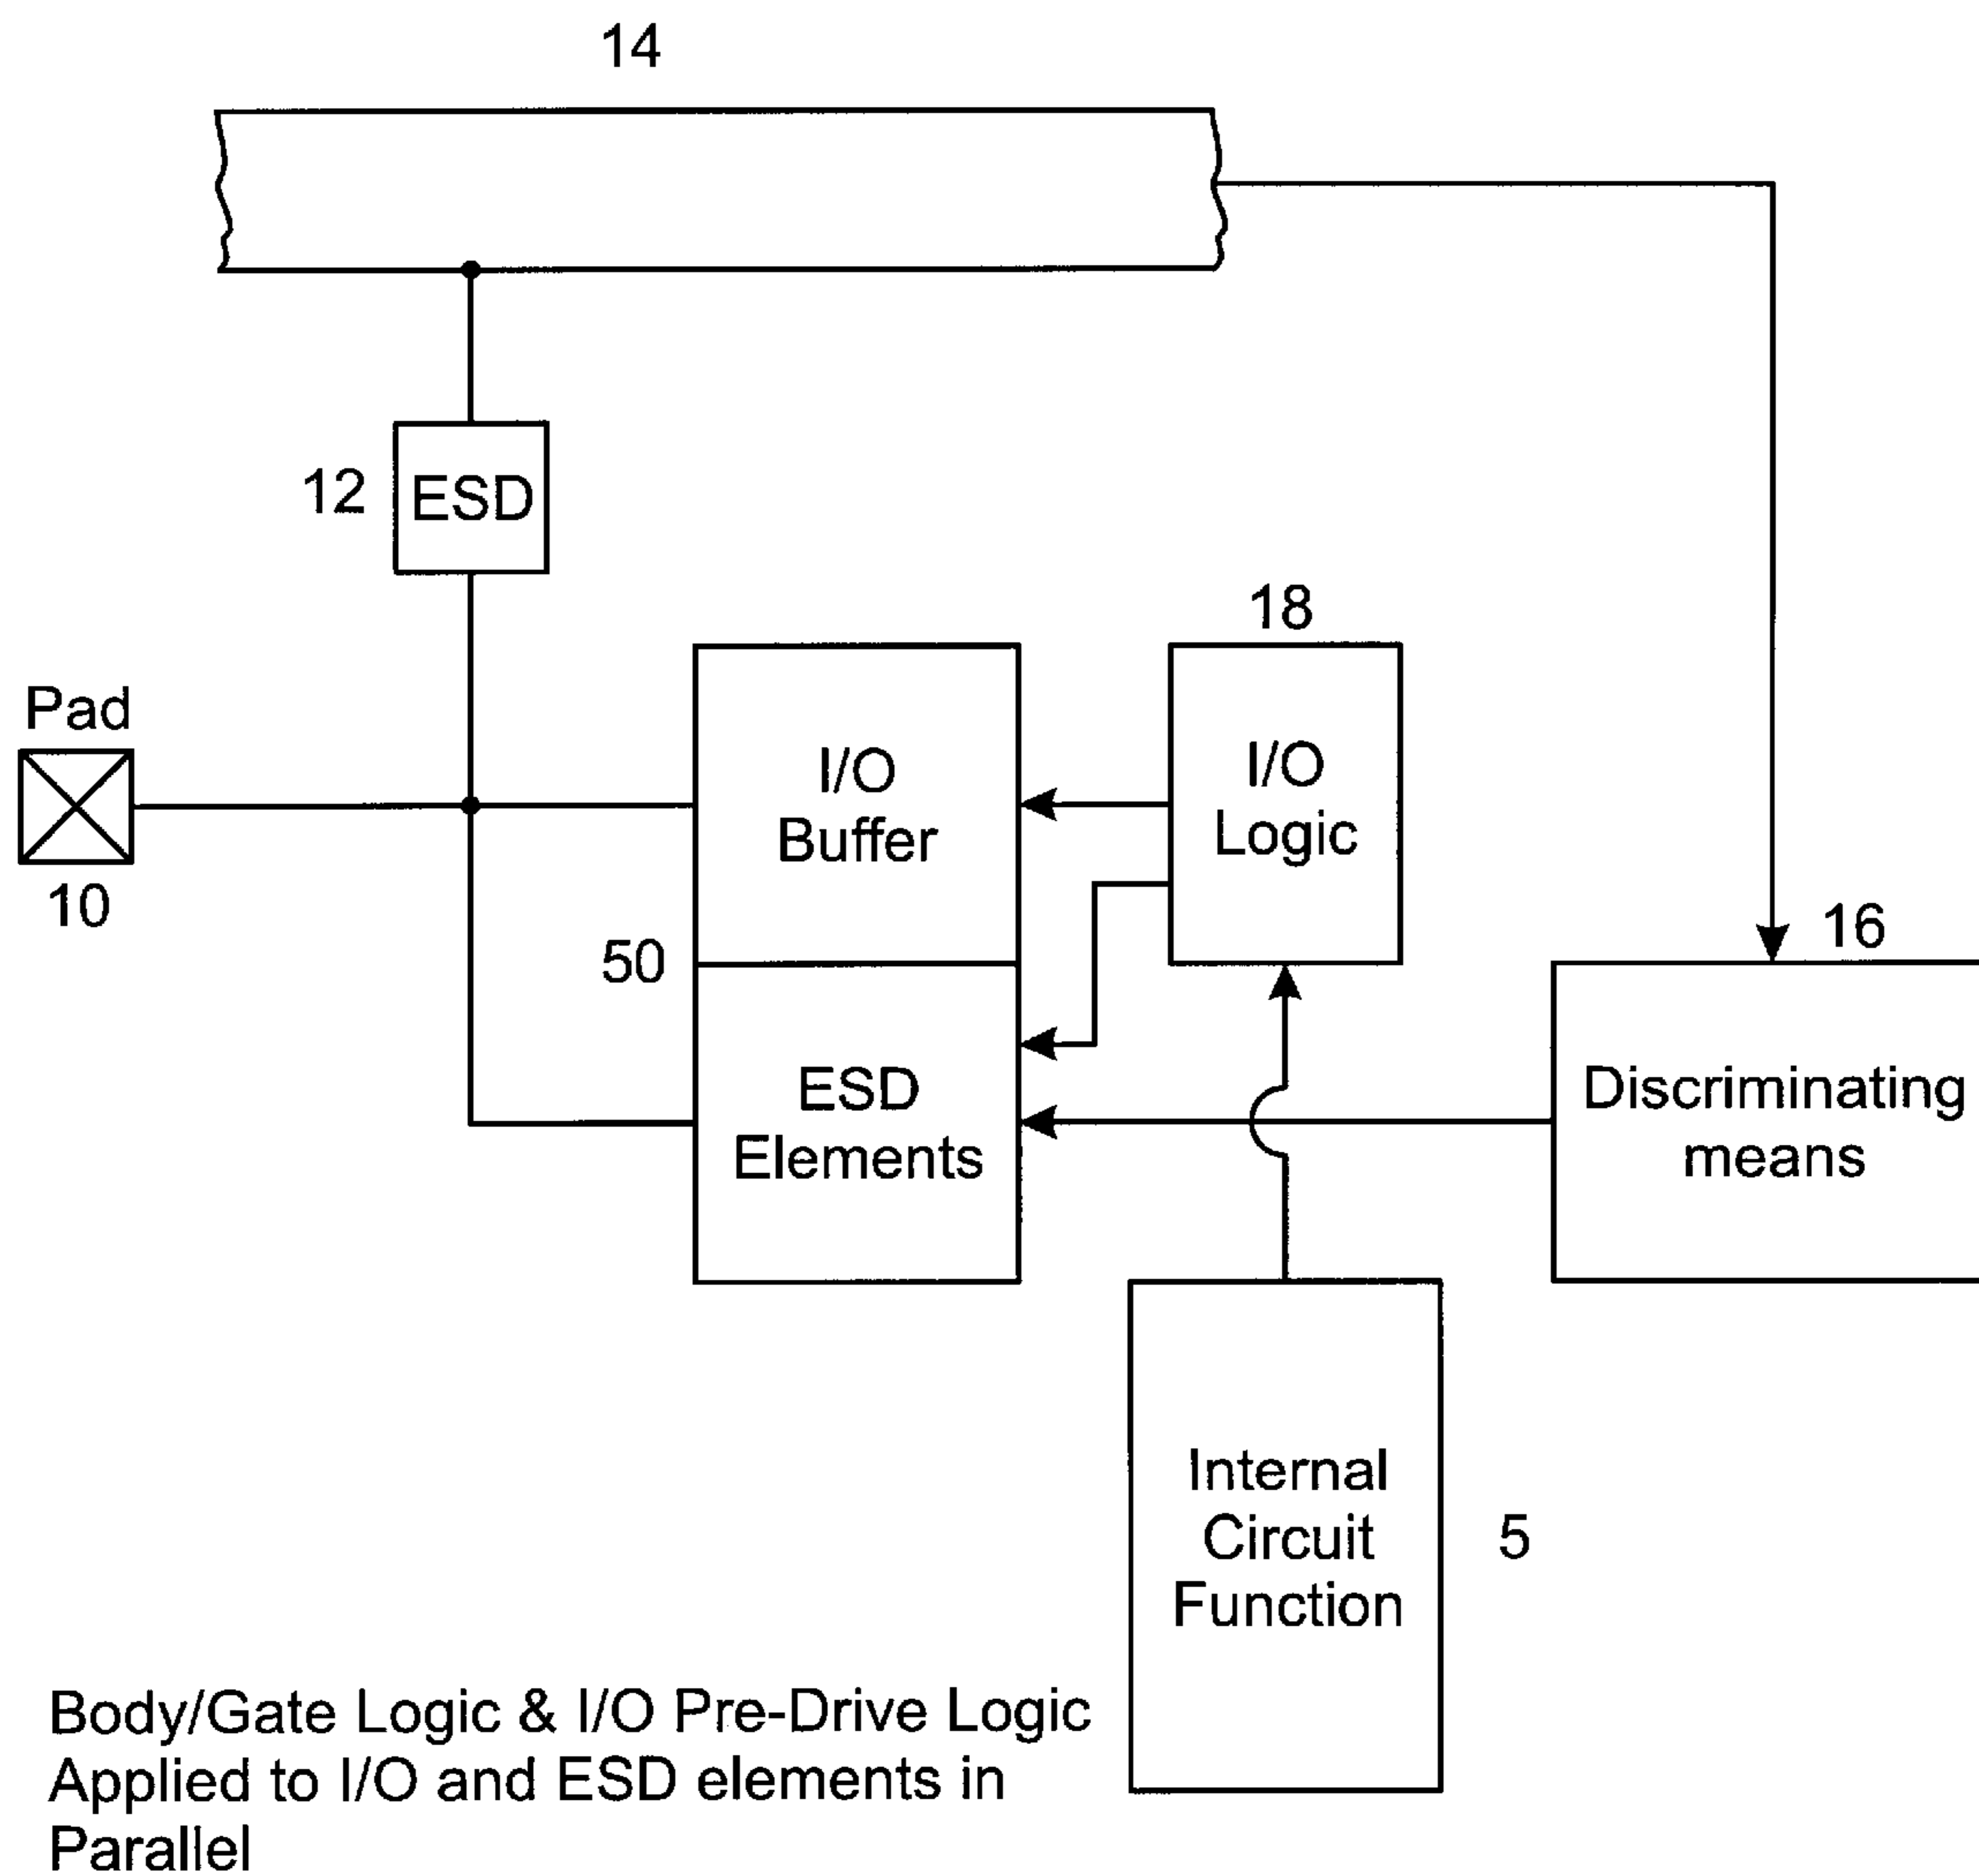 14
12
ESD
18
Pad
I/O
Buffer
I/O
Logic
10
50
16
ESD
Elements
Discriminating
means
Internal
Circuit
Function
5
Body/Gate Logic & I/O Pre-Drive Logic
Applied to I/O and ESD elements in
Parallel